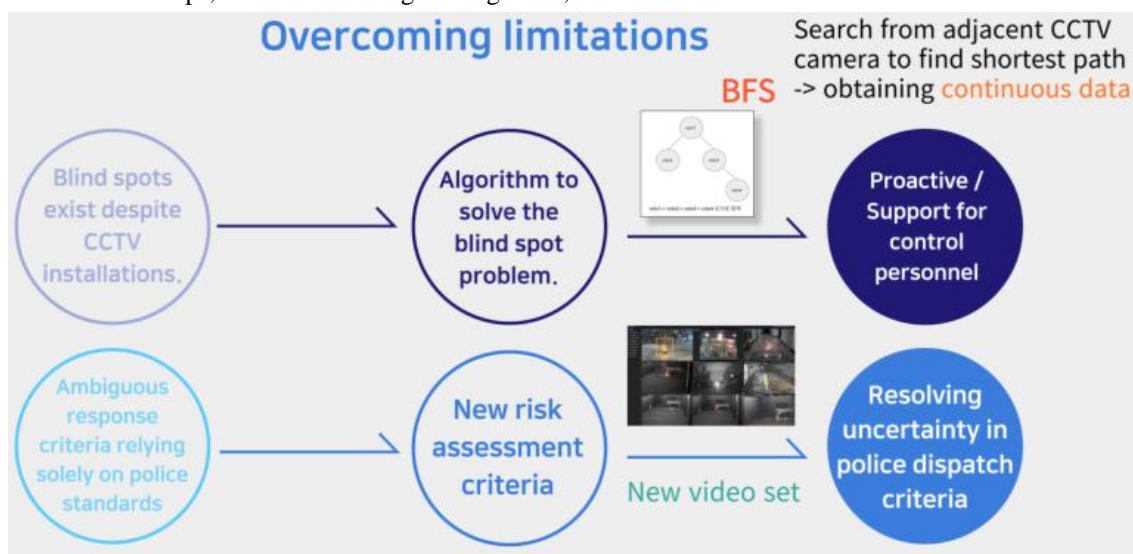 Overcoming limitations
Search from adjacent CCTV
camera to find shortest path
-> obtaining continuous data
BFS
Blind spots
exist despite
CCTV
installations.
Algorithm to
solve the
blind spot
problem.
Proactive /
Support for
control
personnel
Ambiguous
response
criteria relying
solely on police
standards
New risk
assessment
criteria
New video set
Resolving
uncertainty in
police dispatch
criteria